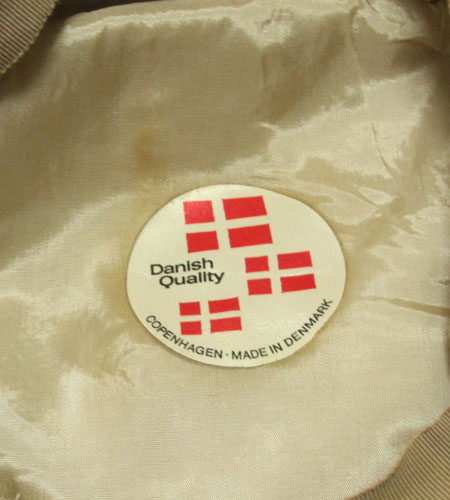 Danish
Quality
COPENHAGEN · MADE IN DENMARK